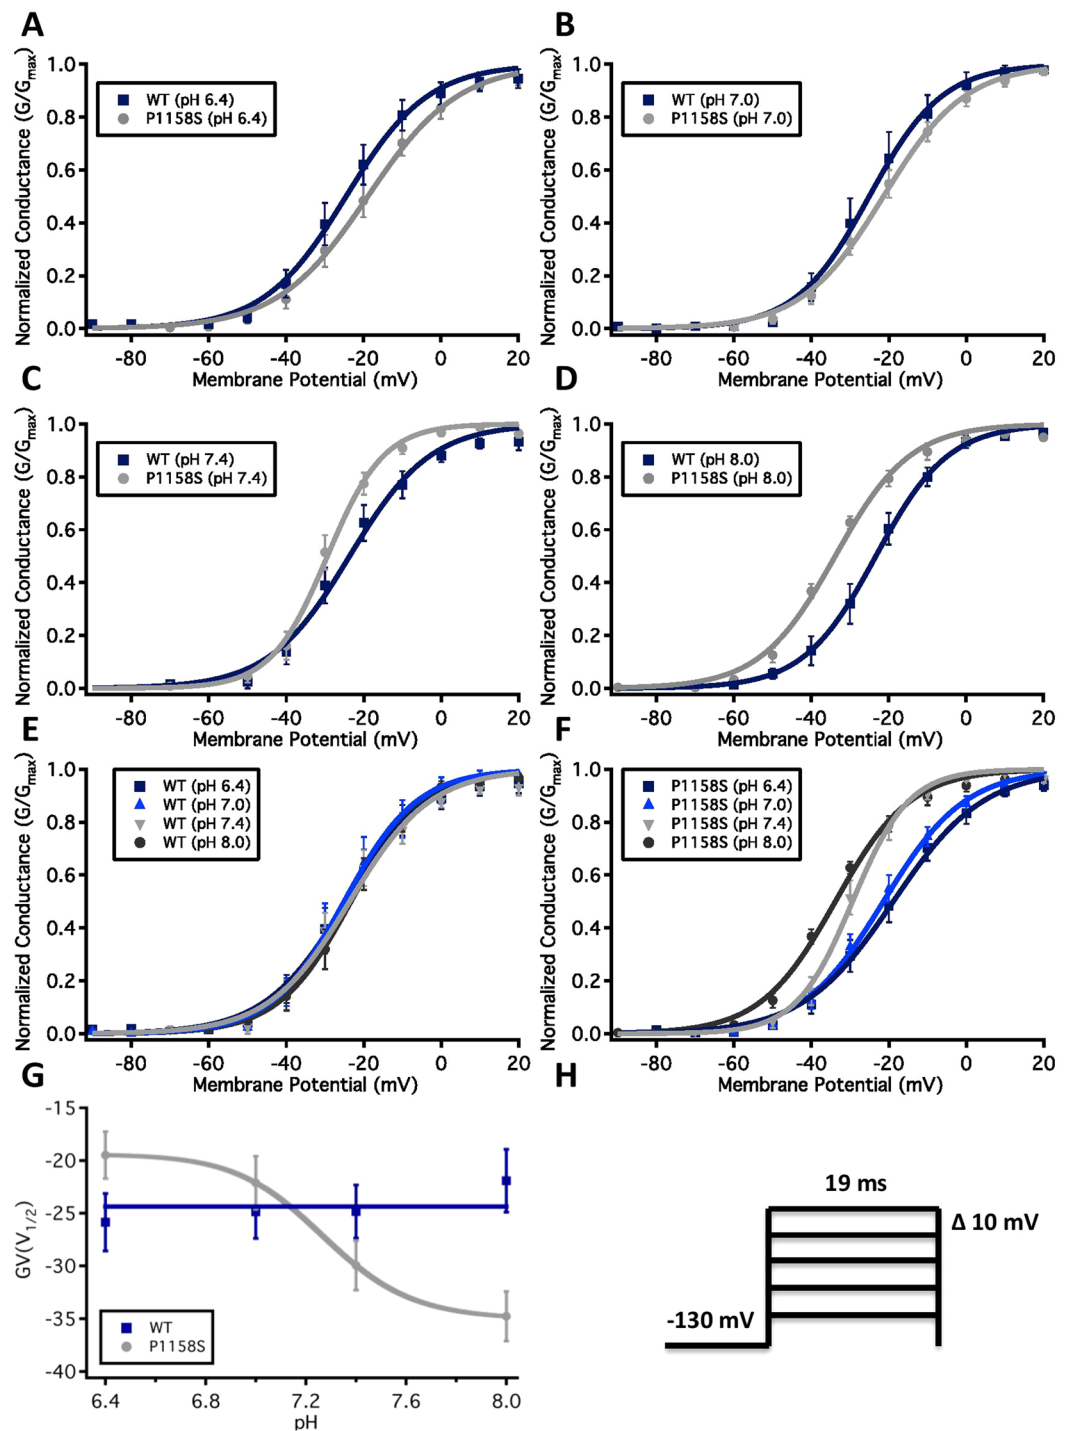 A
Normalized Conductance (G/Gmax)
1.0
0.8
0.6
0.4
0.2
0.0
WT (pH 6.4)
P1158S (pH 6.4)
-80 -60 -40 -20 0 20
Membrane Potential (mV)
B
Normalized Conductance (G/Gmax)
1.0
0.8
0.6
0.4
0.2
0.0
WT (pH 7.0)
P1158S (pH 7.0)
-80 -60 -40 -20 0 20
Membrane Potential (mV)
C
Normalized Conductance (G/Gmax)
1.0
0.8
0.6
0.4
0.2
0.0
WT (pH 7.4)
P1158S (pH 7.4)
-80 -60 -40 -20 0 20
Membrane Potential (mV)
D
Normalized Conductance (G/Gmax)
1.0
0.8
0.6
0.4
0.2
0.0
WT (pH 8.0)
P1158S (pH 8.0)
-80 -60 -40 -20 0 20
Membrane Potential (mV)
E
Normalized Conductance (G/Gmax)
1.0
0.8
0.6
0.4
0.2
0.0
WT (pH 6.4)
WT (pH 7.0)
WT (pH 7.4)
WT (pH 8.0)
-80 -60 -40 -20 0 20
Membrane Potential (mV)
F
Normalized Conductance (G/Gmax)
1.0
0.8
0.6
0.4
0.2
0.0
P1158S (pH 6.4)
P1158S (pH 7.0)
P1158S (pH 7.4)
P1158S (pH 8.0)
-80 -60 -40 -20 0 20
Membrane Potential (mV)
G
GV(V1/2)
-15
-20
-25
-30
-35
-40
WT
P1158S
6.4 6.8 7.2 7.6 8.0
pH
H
19 ms
Δ 10 mV
-130 mV